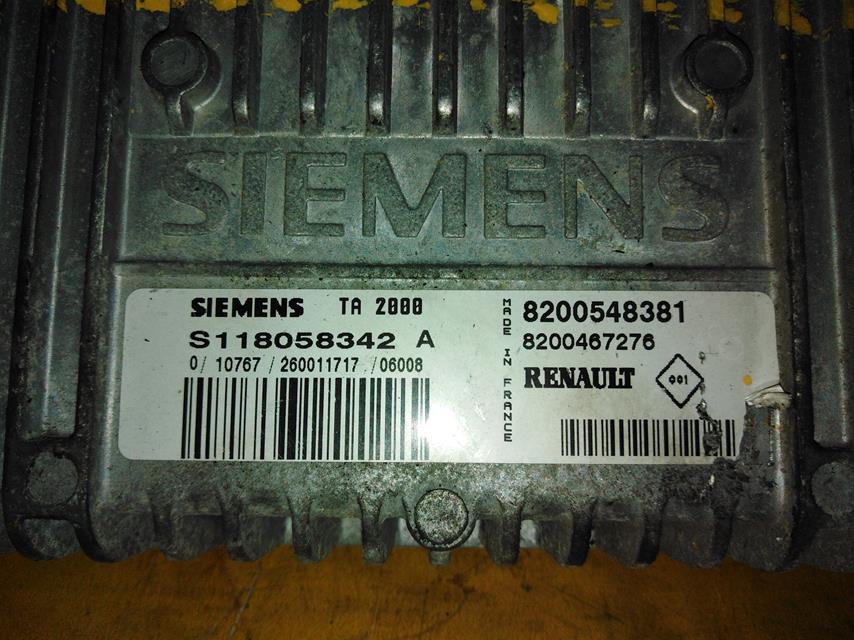 SIEMENS
SIEMENS TA 2000
S118058342 A
0/ 10767 / 260011717 /06008
MADE IN FRANCE
8200548381
8200467276
RENAULT 001